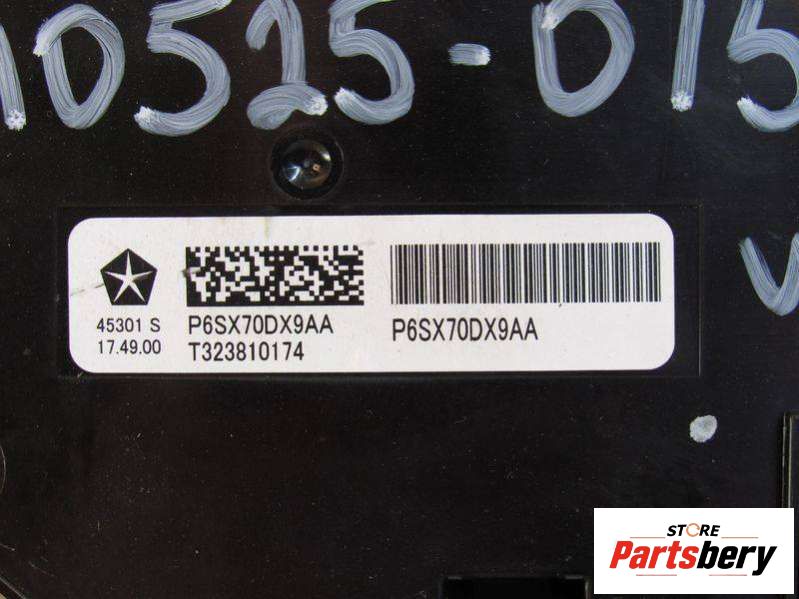 10525-015
45301 S
17.49.00
P6SX70DX9AA
T323810174
P6SX70DX9AA
STORE
Partsbery